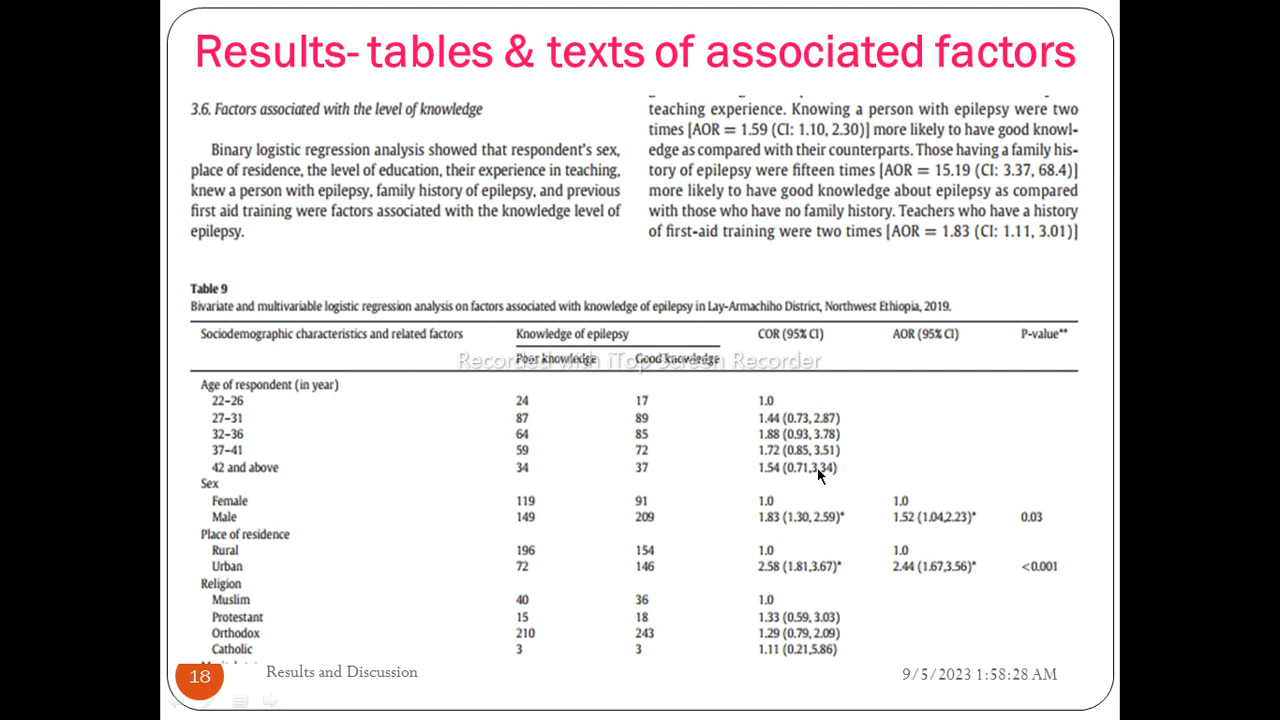 Results- tables & texts of associated factors
3.6. Factors associated with the level of knowledge
Binary logistic regression analysis showed that respondent's sex,
place of residence, the level of education, their experience in teaching,
knew a person with epilepsy, family history of epilepsy, and previous
first aid training were factors associated with the knowledge level of
epilepsy.
teaching experience. Knowing a person with epilepsy were two
times [AOR = 1.59 (CI: 1.10, 2.30)] more likely to have good knowl-
edge as compared with their counterparts. Those having a family his-
tory of epilepsy were fifteen times [AOR = 15.19 (CI: 3.37, 68.4)]
more likely to have good knowledge about epilepsy as compared
with those who have no family history. Teachers who have a history
of first-aid training were two times [AOR = 1.83 (CI: 1.11, 3.01)]
Table 9
Bivariate and multivariable logistic regression analysis on factors associated with knowledge of epilepsy in Lay-Armachiho District, Northwest Ethiopia, 2019.
Sociodemographic characteristics and related factors Knowledge of epilepsy COR (95% CI) AOR (95% CI) P-value**
Poor knowledge Good knowledge
Recorded with iTop Screen Recorder
Age of respondent (in year)
22–26 24 17 1.0
27–31 87 89 1.44 (0.73, 2.87)
32–36 64 85 1.88 (0.93, 3.78)
37–41 59 72 1.72 (0.85, 3.51)
42 and above 34 37 1.54 (0.71,3.34)
Sex
Female 119 91 1.0 1.0
Male 149 209 1.83 (1.30, 2.59)* 1.52 (1.04,2.23)* 0.03
Place of residence
Rural 196 154 1.0 1.0
Urban 72 146 2.58 (1.81,3.67)* 2.44 (1.67,3.56)* <0.001
Religion
Muslim 40 36 1.0
Protestant 15 18 1.33 (0.59, 3.03)
Orthodox 210 243 1.29 (0.79, 2.09)
Catholic 3 3 1.11 (0.21,5.86)
18 Results and Discussion 9/5/2023 1:58:28 AM